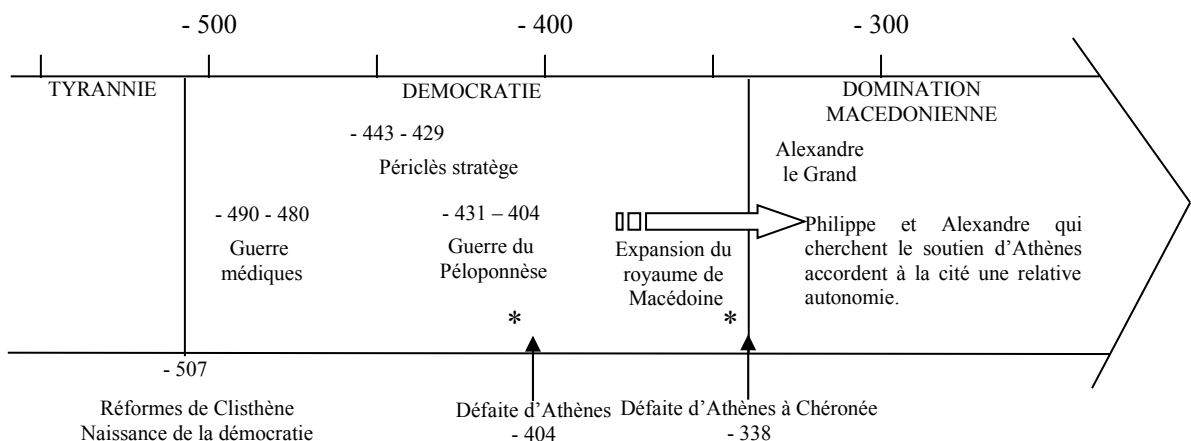 - 500
- 400
- 300
TYRANNIE
DEMOCRATIE
DOMINATION
MACEDONIENNE
- 443 - 429
Périclès stratège
Alexandre
le Grand
- 490 - 480
Guerre
médiques
- 431 – 404
Guerre du
Péloponnèse
Expansion du
royaume de
Macédoine
Philippe et Alexandre qui
cherchent le soutien d’Athènes
accordent à la cité une relative
autonomie.
*
*
- 507
Réformes de Clisthène
Naissance de la démocratie
Défaite d’Athènes
- 404
Défaite d’Athènes à Chéronée
- 338